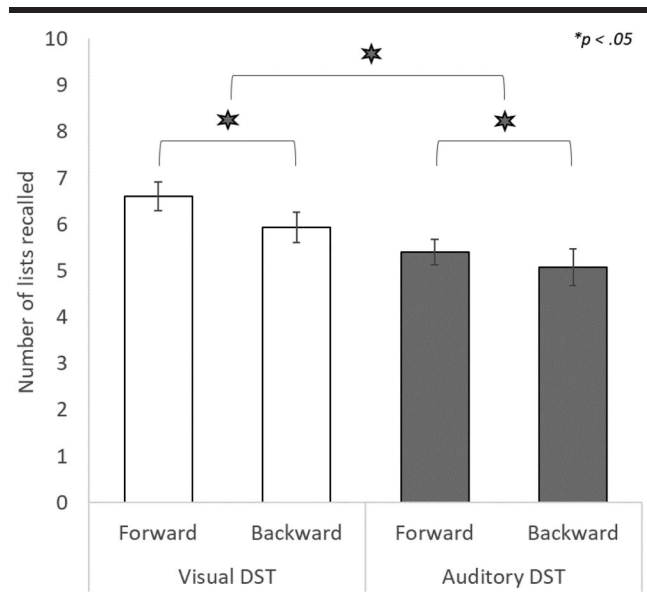 *p < .05
Number of lists recalled
10
9
8
7
6
5
4
3
2
1
0
Forward Backward Forward Backward
Visual DST Auditory DST